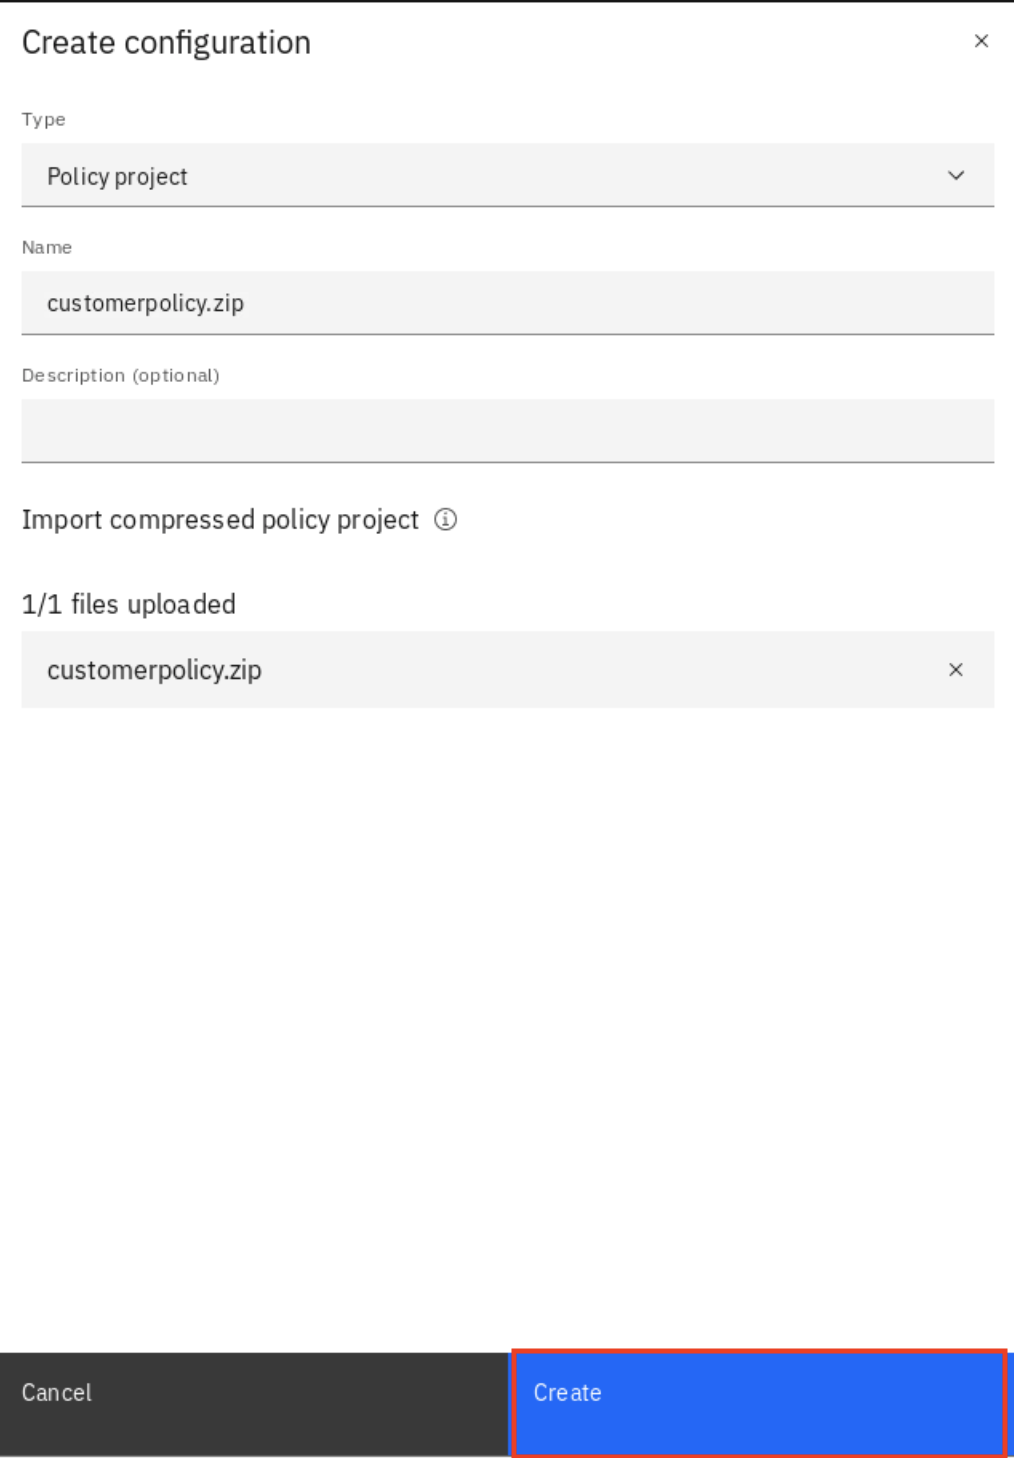 Create configuration
Type
Policy project
Name
customerpolicy.zip
Description (optional)
Import compressed policy project
1/1 files uploaded
customerpolicy.zip
Cancel
Create